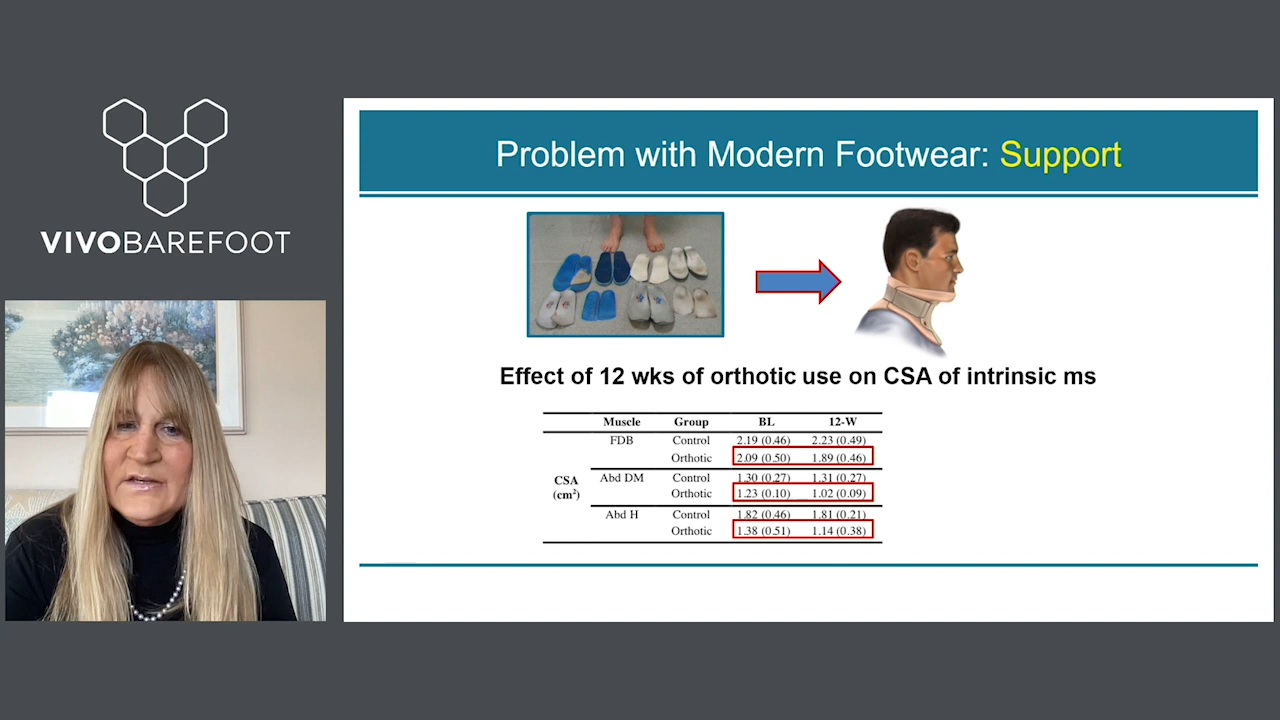 VIVOBAREFOOT
Problem with Modern Footwear: Support
Effect of 12 wks of orthotic use on CSA of intrinsic ms
Muscle Group BL 12-W
FDB Control 2.19 (0.46) 2.23 (0.49)
Orthotic 2.09 (0.50) 1.89 (0.46)
CSA (cm²)
Abd DM Control 1.30 (0.27) 1.31 (0.27)
Orthotic 1.23 (0.10) 1.02 (0.09)
Abd H Control 1.82 (0.46) 1.81 (0.21)
Orthotic 1.38 (0.51) 1.14 (0.38)